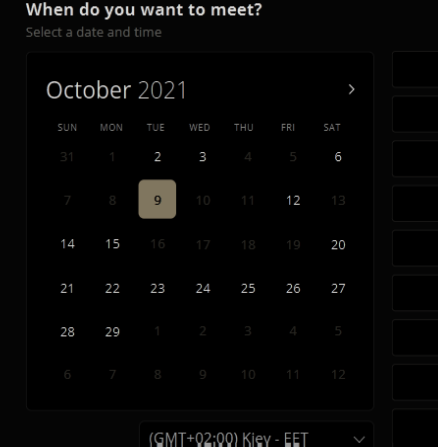 When do you want to meet?
Select a date and time
October 2021 >
SUN MON TUE WED THU FRI SAT
31 1 2 3 4 5 6
7 8 9 10 11 12 13
14 15 16 17 18 19 20
21 22 23 24 25 26 27
28 29 1 2 3 4 5
6 7 8 9 10 11 12
(GMT+02:00) Kiev - EET